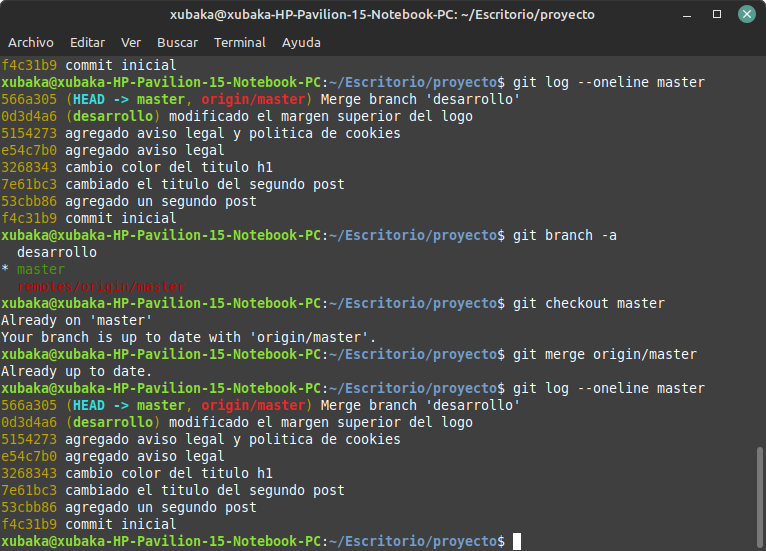 xubaka@xubaka-HP-Pavilion-15-Notebook-PC: ~/Escritorio/proyecto
Archivo Editar Ver Buscar Terminal Ayuda
f4c31b9 commit inicial
xubaka@xubaka-HP-Pavilion-15-Notebook-PC:~/Escritorio/proyecto$ git log --oneline master
566a305 (HEAD -> master, origin/master) Merge branch 'desarrollo'
0d3d4a6 (desarrollo) modificado el margen superior del logo
5154273 agregado aviso legal y politica de cookies
e54c7b0 agregado aviso legal
3268343 cambio color del titulo h1
7e61bc3 cambiado el titulo del segundo post
53cbb86 agregado un segundo post
f4c31b9 commit inicial
xubaka@xubaka-HP-Pavilion-15-Notebook-PC:~/Escritorio/proyecto$ git branch -a
  desarrollo
* master
  remotes/origin/master
xubaka@xubaka-HP-Pavilion-15-Notebook-PC:~/Escritorio/proyecto$ git checkout master
Already on 'master'
Your branch is up to date with 'origin/master'.
xubaka@xubaka-HP-Pavilion-15-Notebook-PC:~/Escritorio/proyecto$ git merge origin/master
Already up to date.
xubaka@xubaka-HP-Pavilion-15-Notebook-PC:~/Escritorio/proyecto$ git log --oneline master
566a305 (HEAD -> master, origin/master) Merge branch 'desarrollo'
0d3d4a6 (desarrollo) modificado el margen superior del logo
5154273 agregado aviso legal y politica de cookies
e54c7b0 agregado aviso legal
3268343 cambio color del titulo h1
7e61bc3 cambiado el titulo del segundo post
53cbb86 agregado un segundo post
f4c31b9 commit inicial
xubaka@xubaka-HP-Pavilion-15-Notebook-PC:~/Escritorio/proyecto$